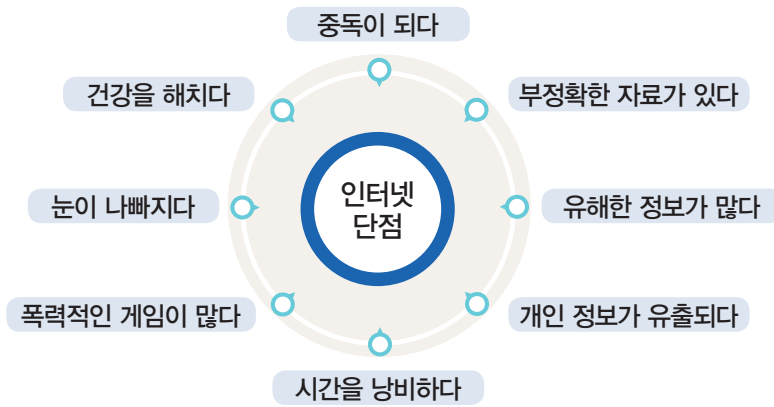 중독이 되다
건강을 해치다
부정확한 자료가 있다
눈이 나빠지다
인터넷
단점
유해한 정보가 많다
폭력적인 게임이 많다
개인 정보가 유출되다
시간을 낭비하다